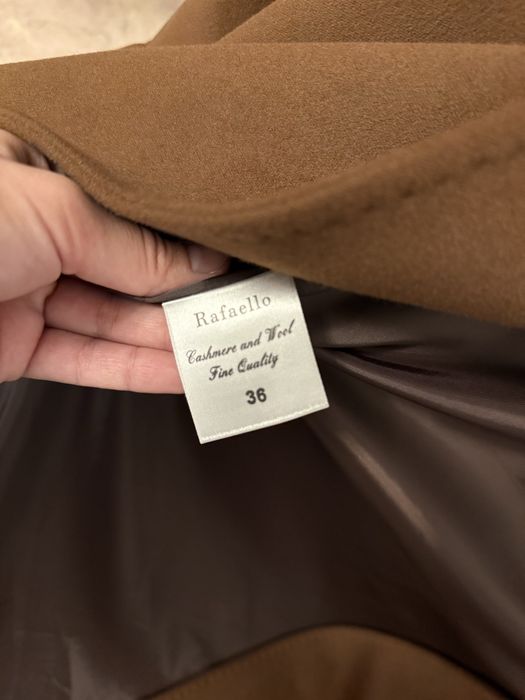 Rafaello
Cashmere and Wool
Fine Quality
36